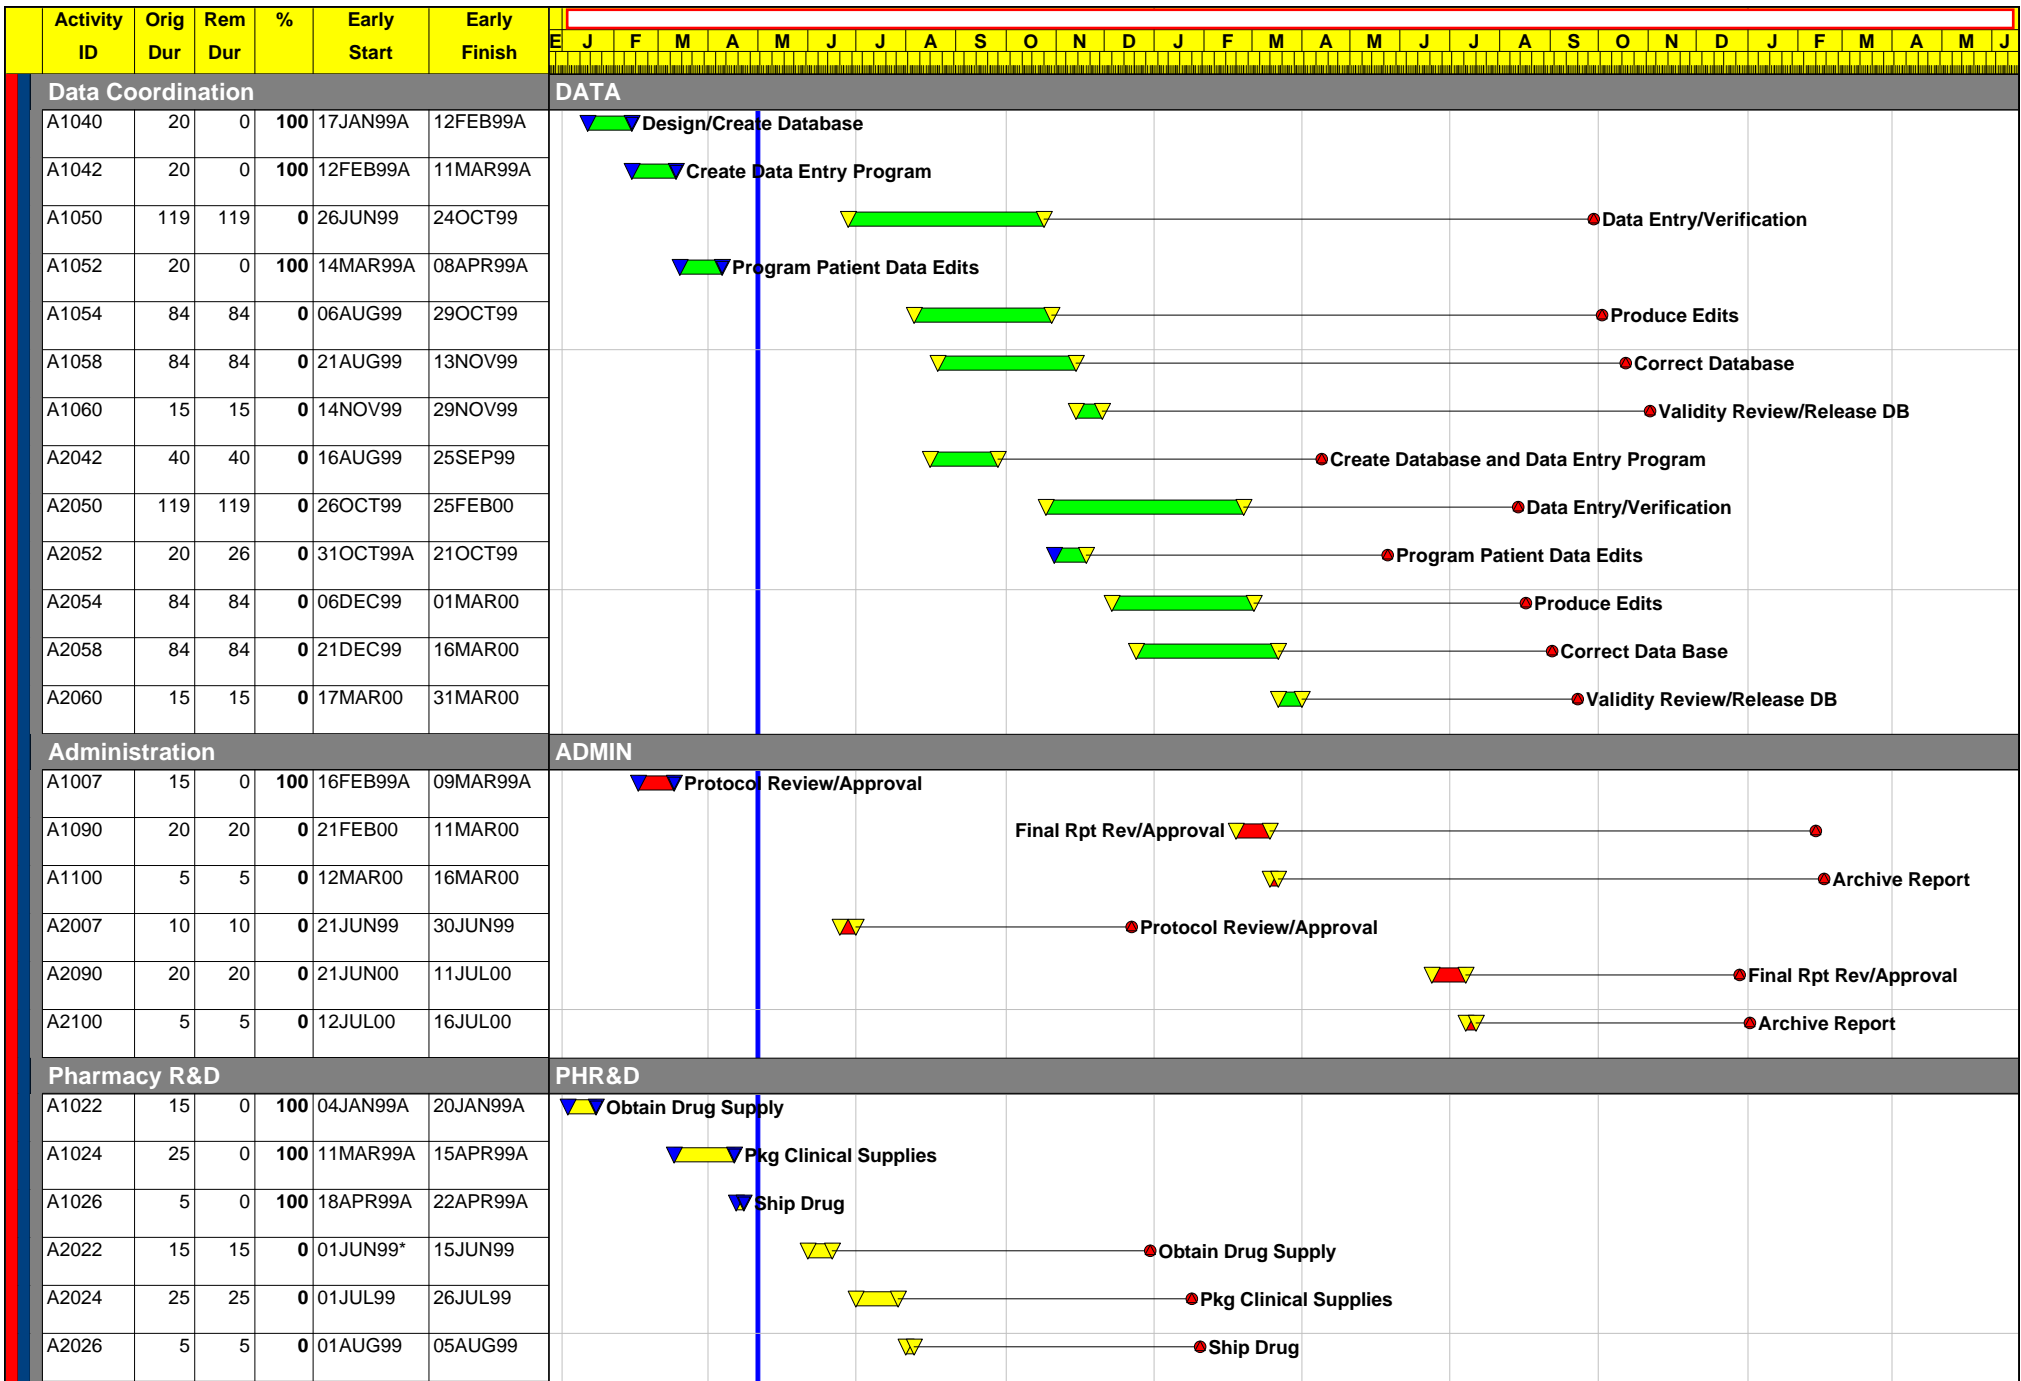 Activity Orig Rem % Early Early
ID Dur Dur Start Finish
E J F M A M J J A S O N D J F M A M J J A S O N D J F M A M J
Data Coordination DATA
A1040 20 0 100 17JAN99A 12FEB99A Design/Create Database
A1042 20 0 100 12FEB99A 11MAR99A Create Data Entry Program
A1050 119 119 0 26JUN99 24OCT99 Data Entry/Verification
A1052 20 0 100 14MAR99A 08APR99A Program Patient Data Edits
A1054 84 84 0 06AUG99 29OCT99 Produce Edits
A1058 84 84 0 21AUG99 13NOV99 Correct Database
A1060 15 15 0 14NOV99 29NOV99 Validity Review/Release DB
A2042 40 40 0 16AUG99 25SEP99 Create Database and Data Entry Program
A2050 119 119 0 26OCT99 25FEB00 Data Entry/Verification
A2052 20 26 0 31OCT99A 21OCT99 Program Patient Data Edits
A2054 84 84 0 06DEC99 01MAR00 Produce Edits
A2058 84 84 0 21DEC99 16MAR00 Correct Data Base
A2060 15 15 0 17MAR00 31MAR00 Validity Review/Release DB
Administration ADMIN
A1007 15 0 100 16FEB99A 09MAR99A Protocol Review/Approval
A1090 20 20 0 21FEB00 11MAR00 Final Rpt Rev/Approval
A1100 5 5 0 12MAR00 16MAR00 Archive Report
A2007 10 10 0 21JUN99 30JUN99 Protocol Review/Approval
A2090 20 20 0 21JUN00 11JUL00 Final Rpt Rev/Approval
A2100 5 5 0 12JUL00 16JUL00 Archive Report
Pharmacy R&D PHR&D
A1022 15 0 100 04JAN99A 20JAN99A Obtain Drug Supply
A1024 25 0 100 11MAR99A 15APR99A Pkg Clinical Supplies
A1026 5 0 100 18APR99A 22APR99A Ship Drug
A2022 15 15 0 01JUN99* 15JUN99 Obtain Drug Supply
A2024 25 25 0 01JUL99 26JUL99 Pkg Clinical Supplies
A2026 5 5 0 01AUG99 05AUG99 Ship Drug